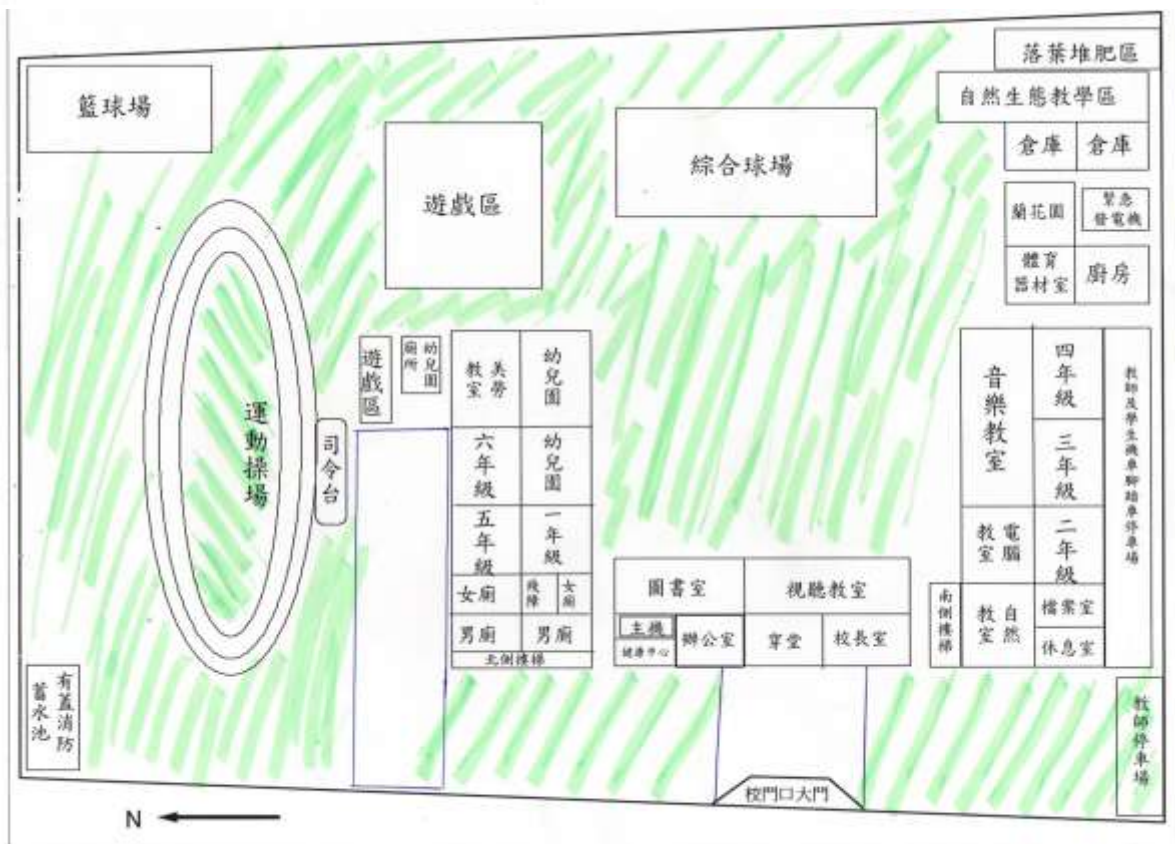 落葉堆肥區
籃球場
自然生態教學區
綜合球場
倉庫
倉庫
遊戲區
蘭花園
緊急
發電機
體育
器材室
廚房
遊戲區
幼兒園
廁所
美勞
教室
幼兒園
音樂教室
四年級
教師及學生機車腳踏車停車場
運動操場
司令台
六年級
幼兒園
三年級
五年級
一年級
電腦
教室
二年級
女廁
殘障
女廁
圖書室
視聽教室
南側樓梯
自然
教室
檔案室
男廁
男廁
主機
健康中心
辦公室
穿堂
校長室
休息室
北側樓梯
有蓋消防
蓄水池
教師停車場
校門口大門
N